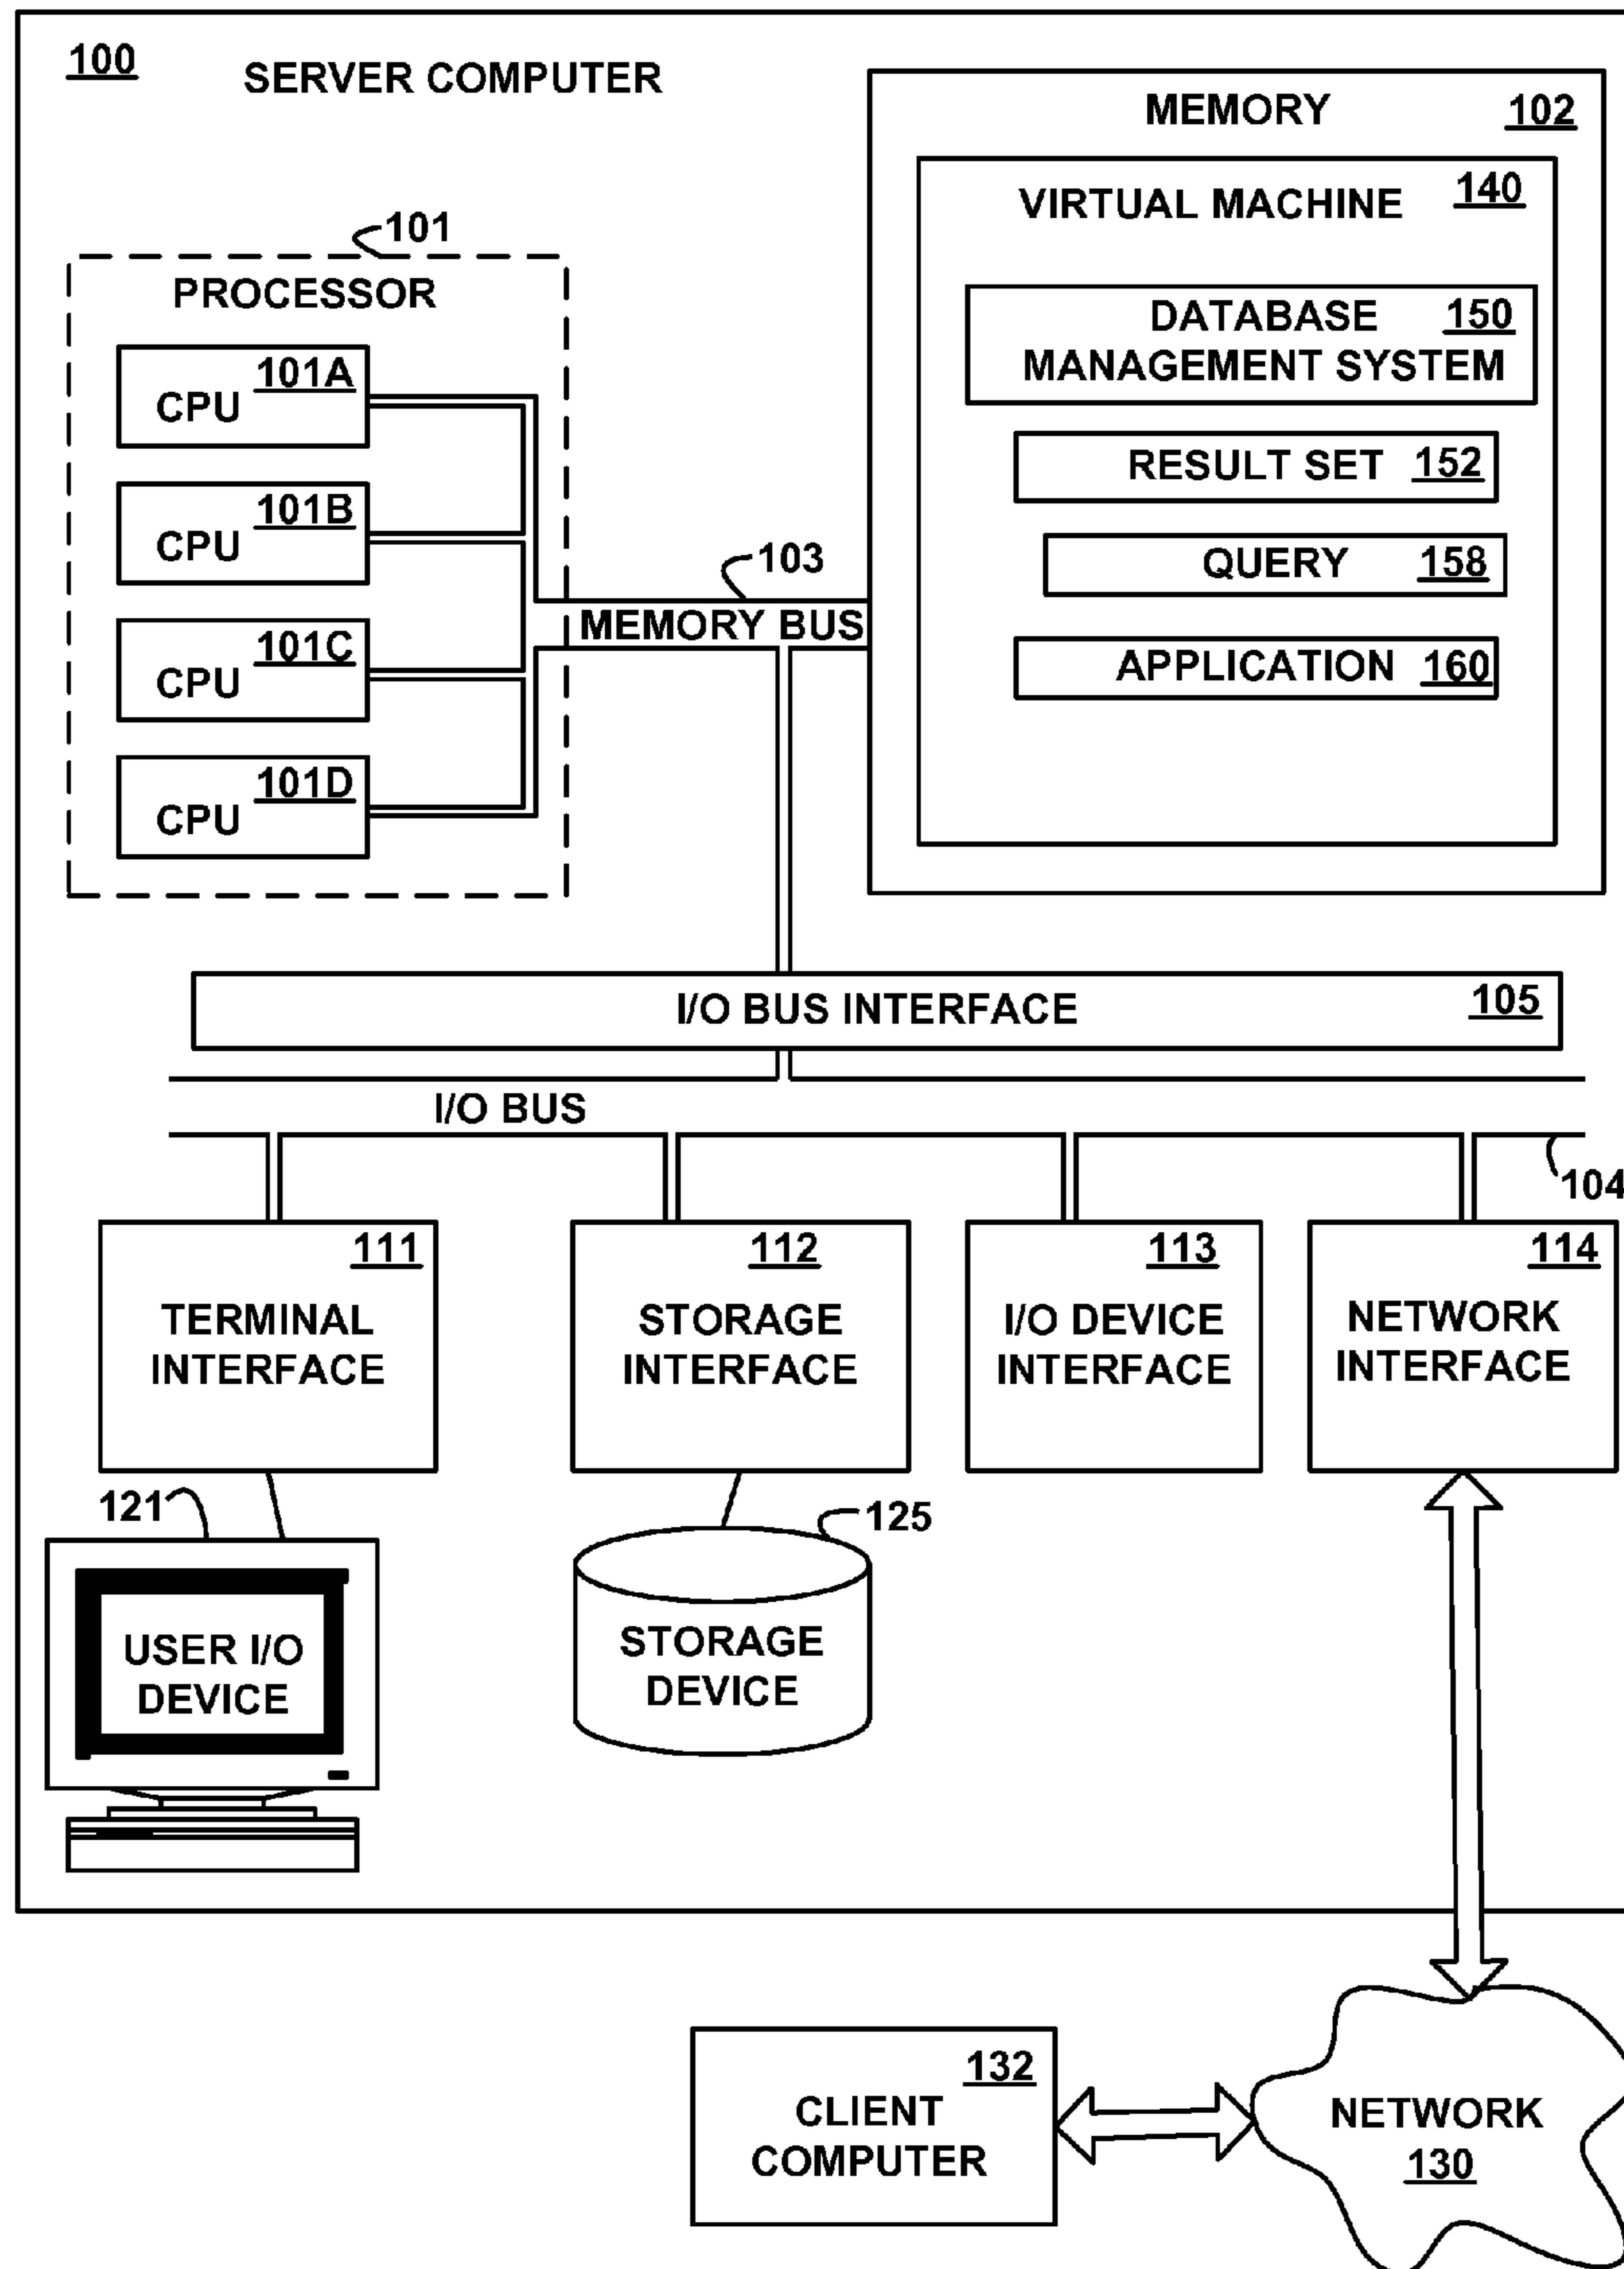 100
SERVER COMPUTER
MEMORY 102
VIRTUAL MACHINE 140
DATABASE 150
MANAGEMENT SYSTEM
RESULT SET 152
QUERY 158
APPLICATION 160
101
PROCESSOR
101A
CPU
101B
CPU
101C
CPU
101D
CPU
103
MEMORY BUS
I/O BUS INTERFACE 105
I/O BUS
104
111
TERMINAL
INTERFACE
112
STORAGE
INTERFACE
113
I/O DEVICE
INTERFACE
114
NETWORK
INTERFACE
121
USER I/O
DEVICE
125
STORAGE
DEVICE
132
CLIENT
COMPUTER
NETWORK
130